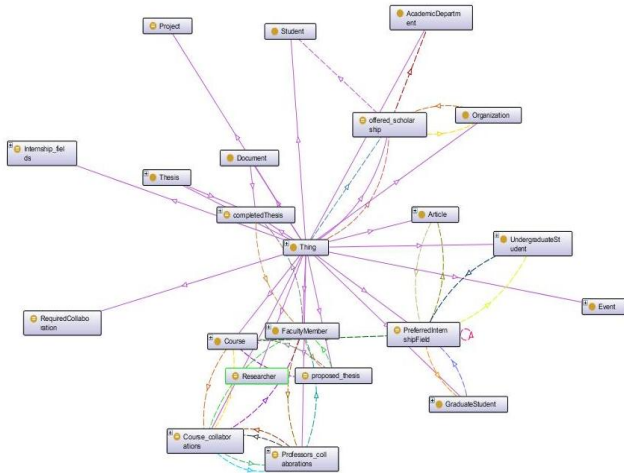 Project
Student
AcademicDepartm
ent
offered_scholar
ship
Organization
Internship_fiel
ds
Document
Thesis
completedThesis
Article
Thing
UndergraduateSt
udent
Event
RequiredCollabo
ration
Course
FacultyMember
PreferredIntern
shipField
Researcher
proposed_thesis
GraduateStudent
Course_collabor
ations
Professors_coll
aborations